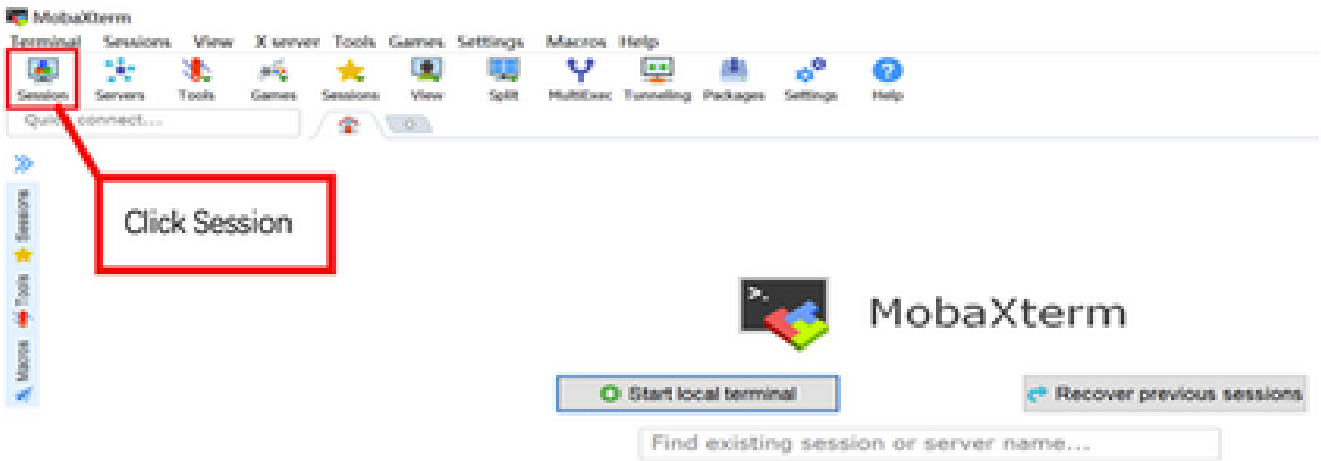 MobaXterm
Terminal Sessions View X server Tools Games Settings Macros Help
Session Servers Tools Games Sessions View Split MultiExec Tunneling Packages Settings Help
Quick connect...
Click Session
Sessions
Tools
Macros
>_
MobaXterm
Start local terminal
Recover previous sessions
Find existing session or server name...